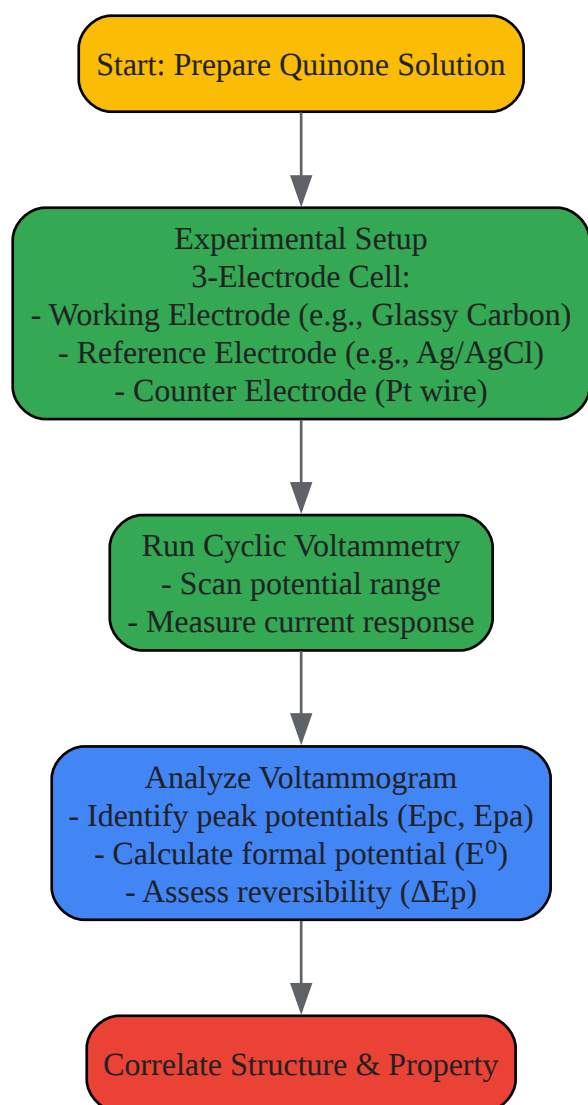 Start: Prepare Quinone Solution
Experimental Setup
3-Electrode Cell:
- Working Electrode (e.g., Glassy Carbon)
- Reference Electrode (e.g., Ag/AgCl)
- Counter Electrode (Pt wire)
Run Cyclic Voltammetry
- Scan potential range
- Measure current response
Analyze Voltammogram
- Identify peak potentials (Epc, Epa)
- Calculate formal potential (E⁰)
- Assess reversibility (ΔEp)
Correlate Structure & Property